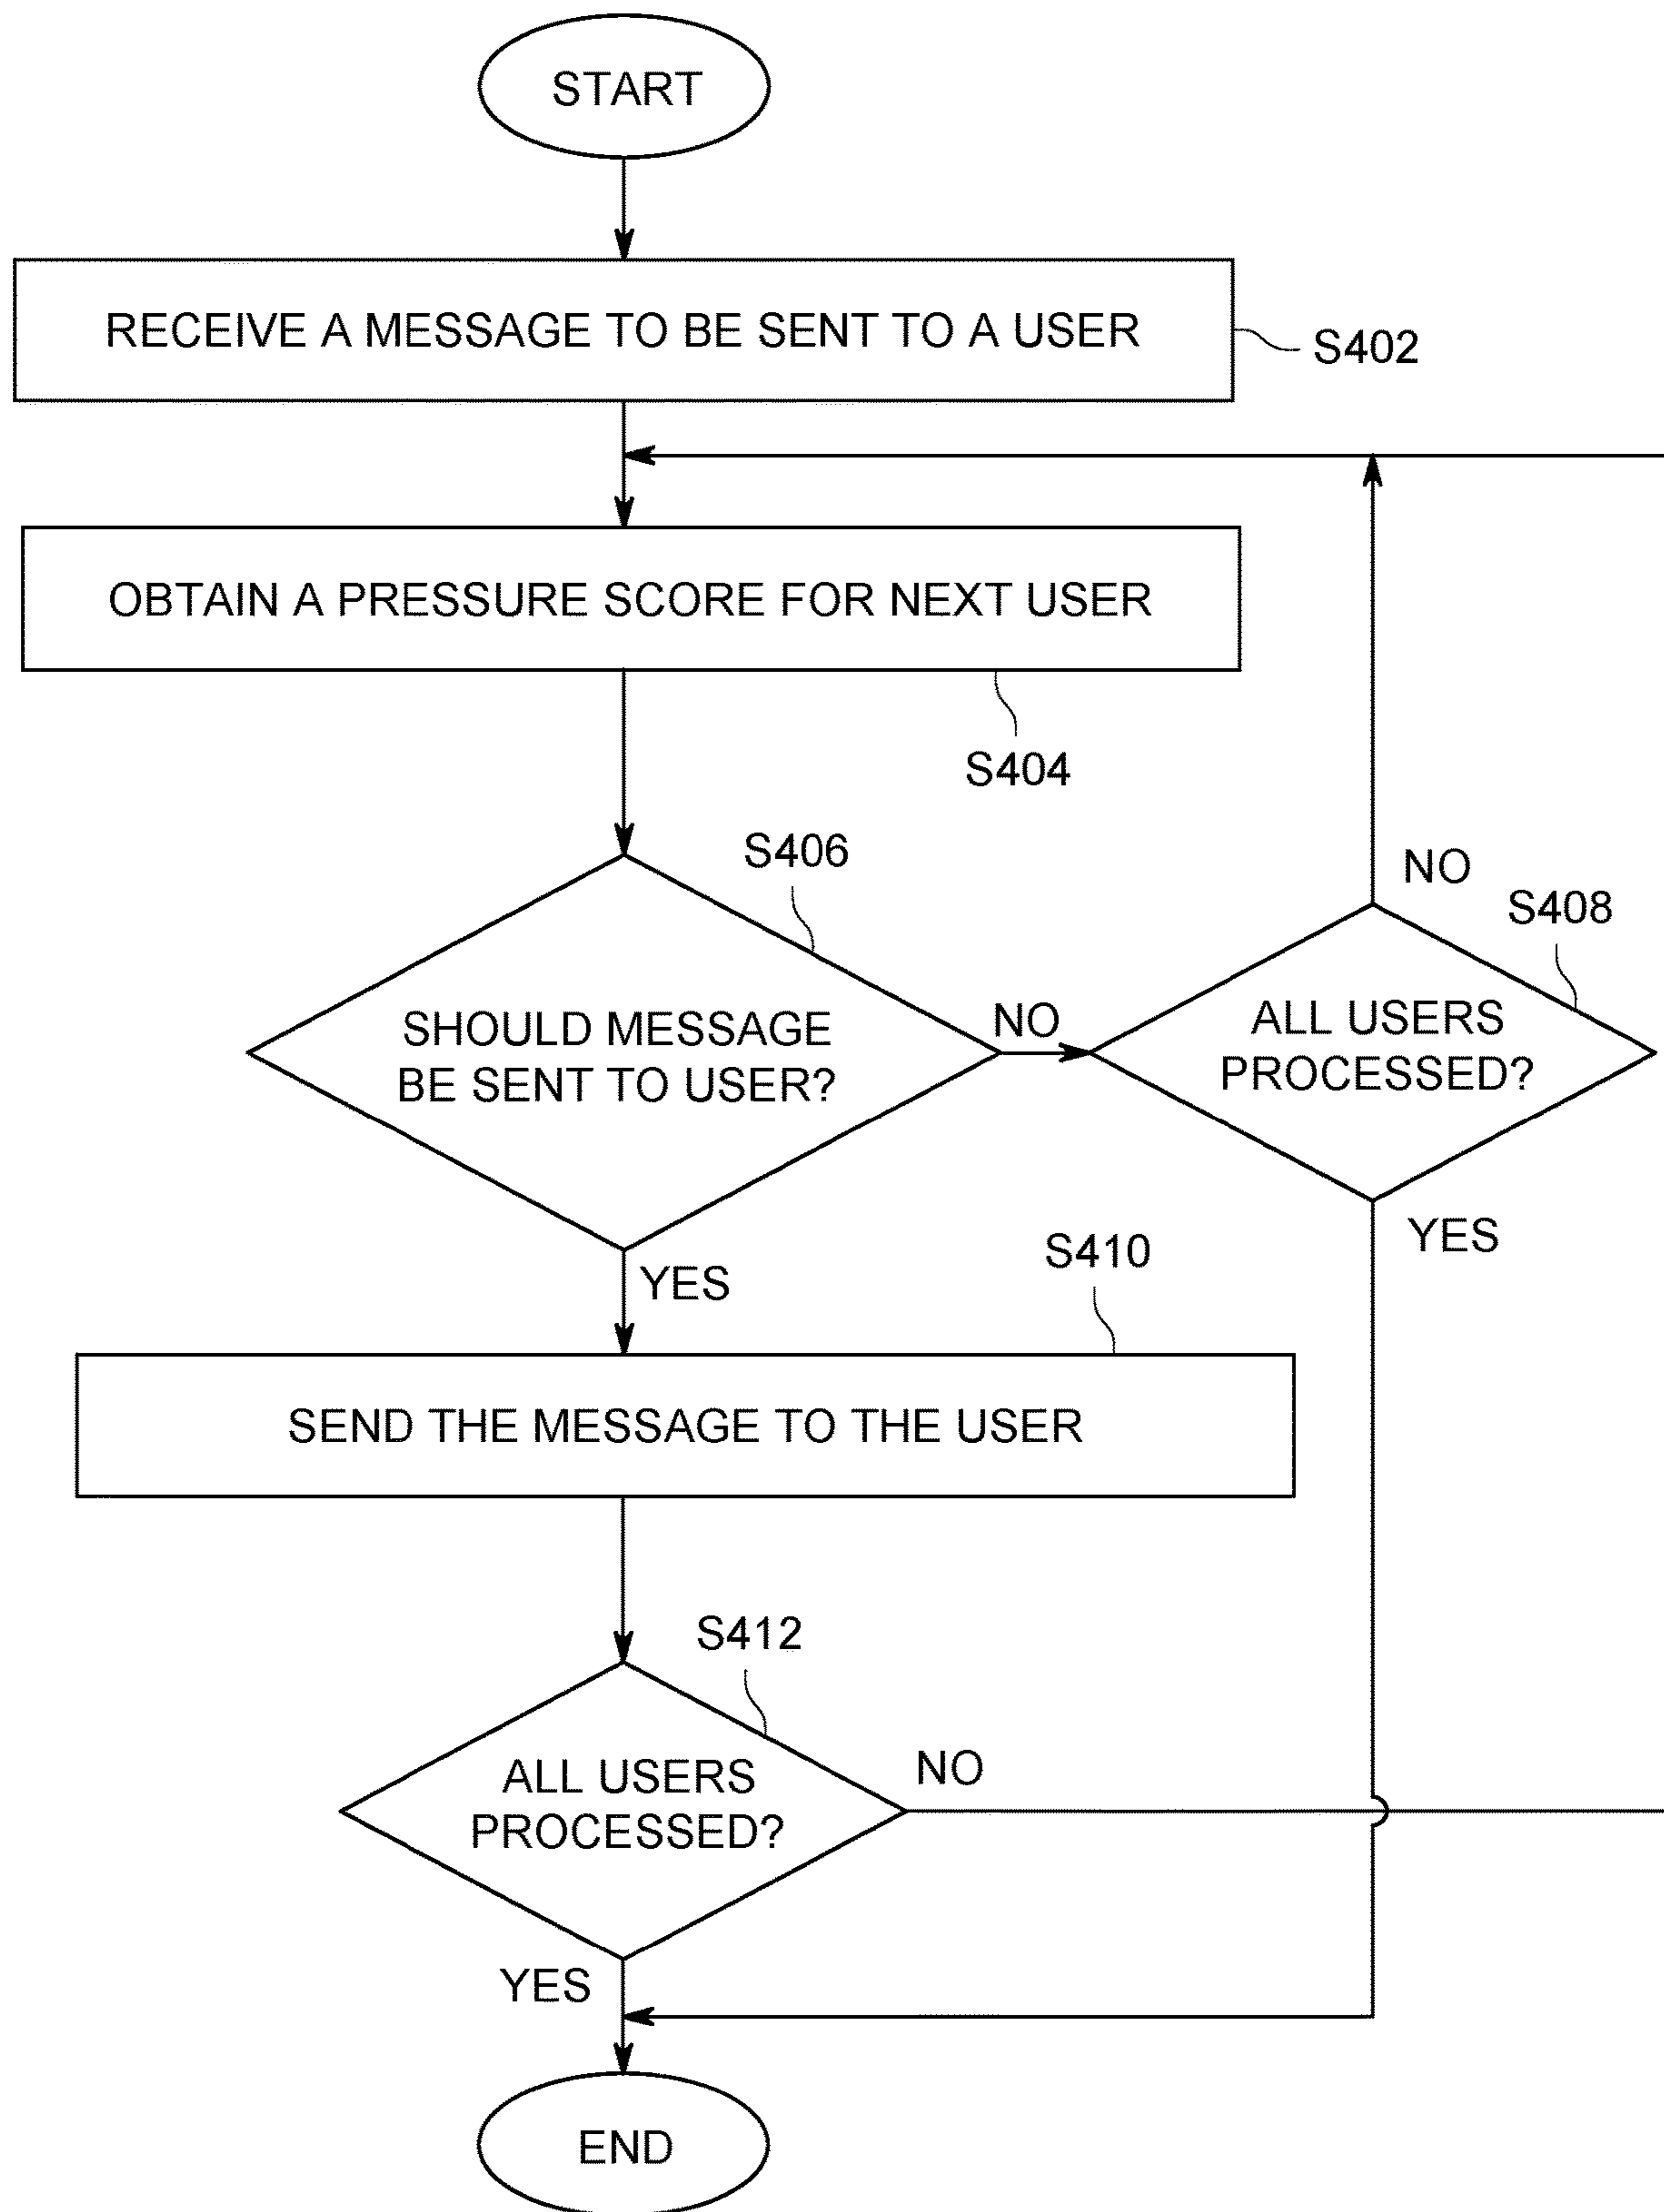 START
RECEIVE A MESSAGE TO BE SENT TO A USER
S402
OBTAIN A PRESSURE SCORE FOR NEXT USER
S404
S406
SHOULD MESSAGE
BE SENT TO USER?
NO
NO
S408
ALL USERS
PROCESSED?
YES
YES
S410
SEND THE MESSAGE TO THE USER
S412
ALL USERS
PROCESSED?
NO
YES
END